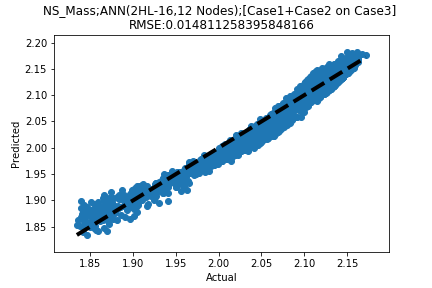 NS_Mass;ANN(2HL-16,12 Nodes);[Case1+Case2 on Case3]
RMSE:0.014811258395848166
2.20
2.15
2.10
2.05
2.00
1.95
1.90
1.85
Predicted
1.85 1.90 1.95 2.00 2.05 2.10 2.15
Actual